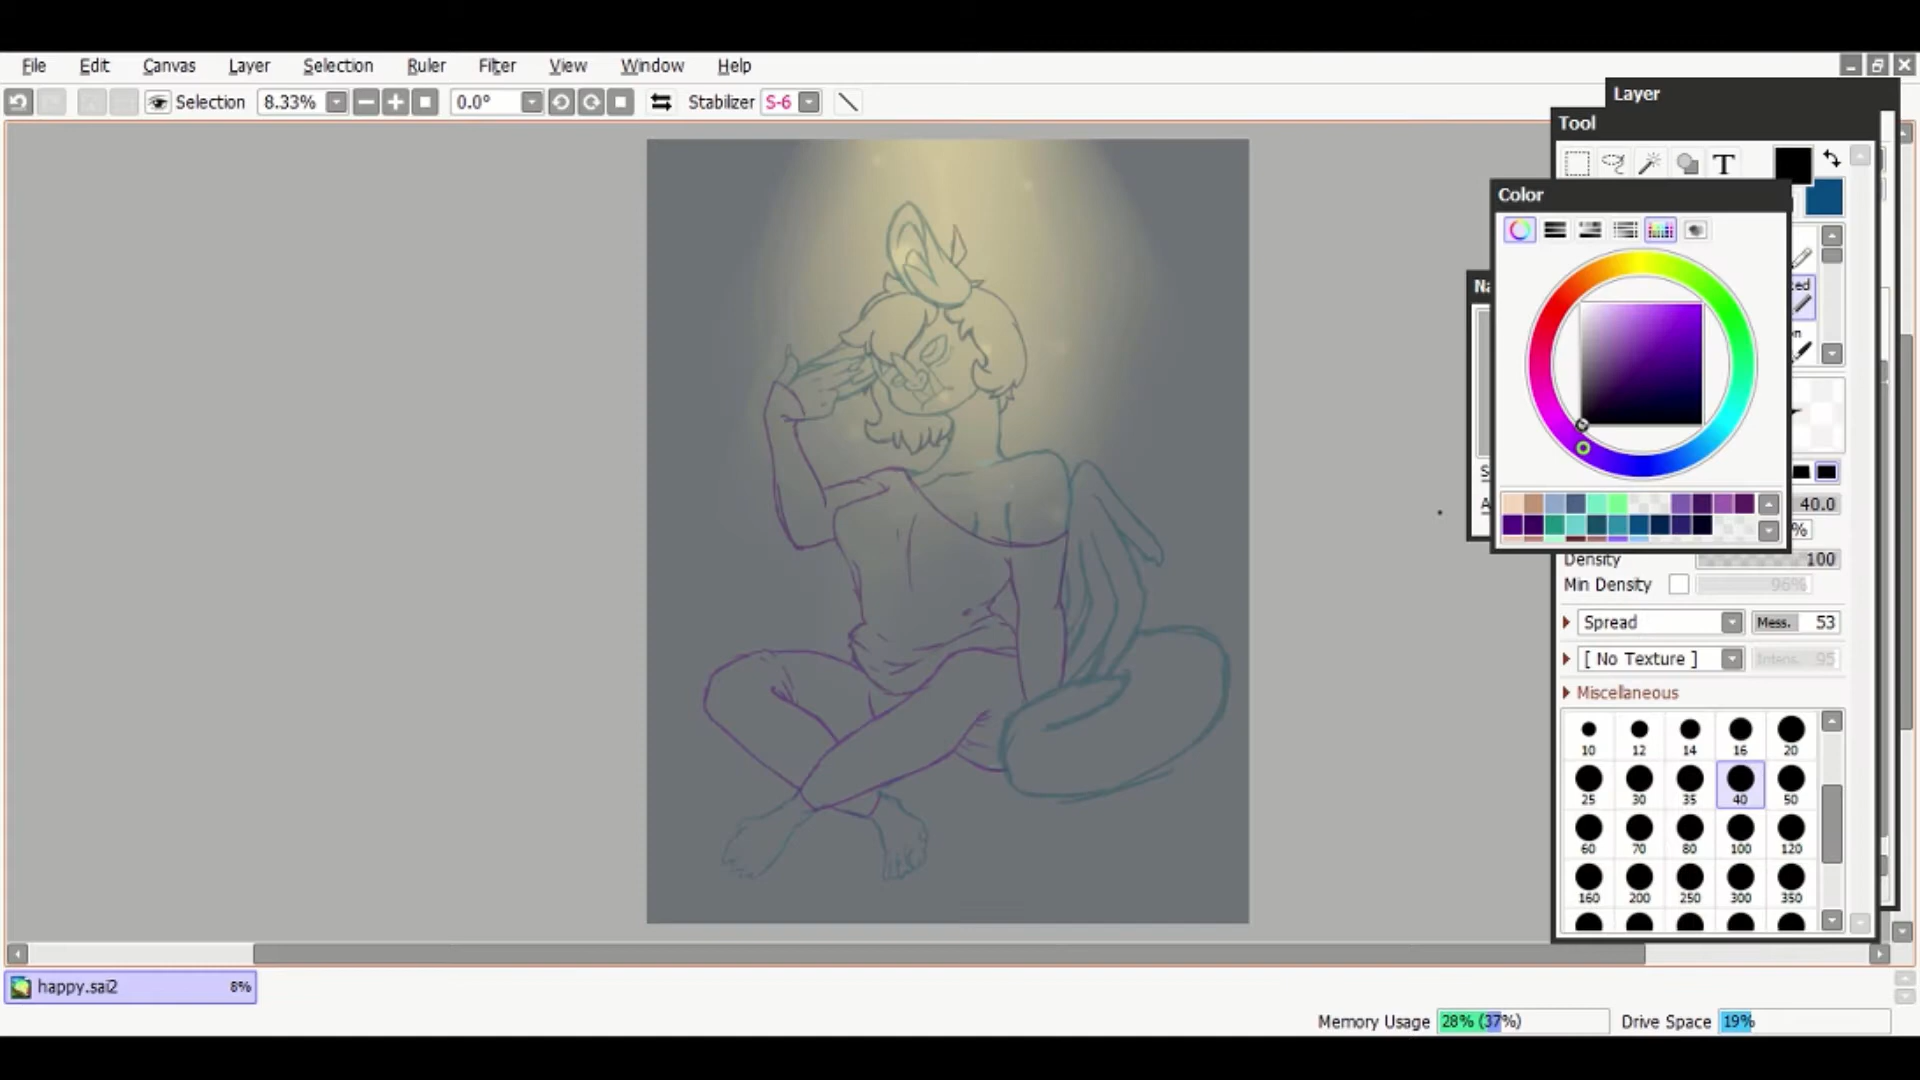 File Edit Canvas Layer Selection Ruler Filter View Window Help
Selection 8.33% 0.0° Stabilizer S-6
Layer
Tool
T
Color
40.0
%
Density 100
Min Density 96%
Spread Mess. 53
[ No Texture ] Intens. 95
Miscellaneous
10 12 14 16 20
25 30 35 40 50
60 70 80 100 120
160 200 250 300 350
happy.sai2 8%
Memory Usage 28% (37%) Drive Space 19%